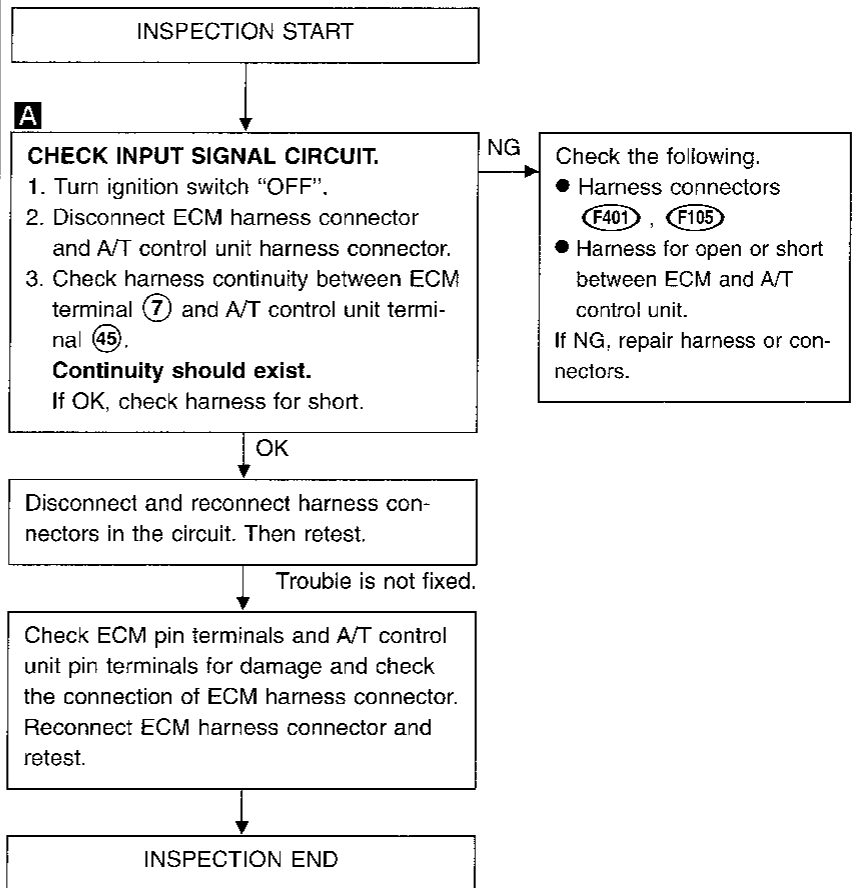 INSPECTION START
A
CHECK INPUT SIGNAL CIRCUIT.
1. Turn ignition switch “OFF”.
2. Disconnect ECM harness connector
and A/T control unit harness connector.
3. Check harness continuity between ECM
terminal ⑦ and A/T control unit termi-
nal ㊺.
Continuity should exist.
If OK, check harness for short.
NG
Check the following.
● Harness connectors
F401 , F105
● Harness for open or short
between ECM and A/T
control unit.
If NG, repair harness or con-
nectors.
OK
Disconnect and reconnect harness con-
nectors in the circuit. Then retest.
Trouble is not fixed.
Check ECM pin terminals and A/T control
unit pin terminals for damage and check
the connection of ECM harness connector.
Reconnect ECM harness connector and
retest.
INSPECTION END